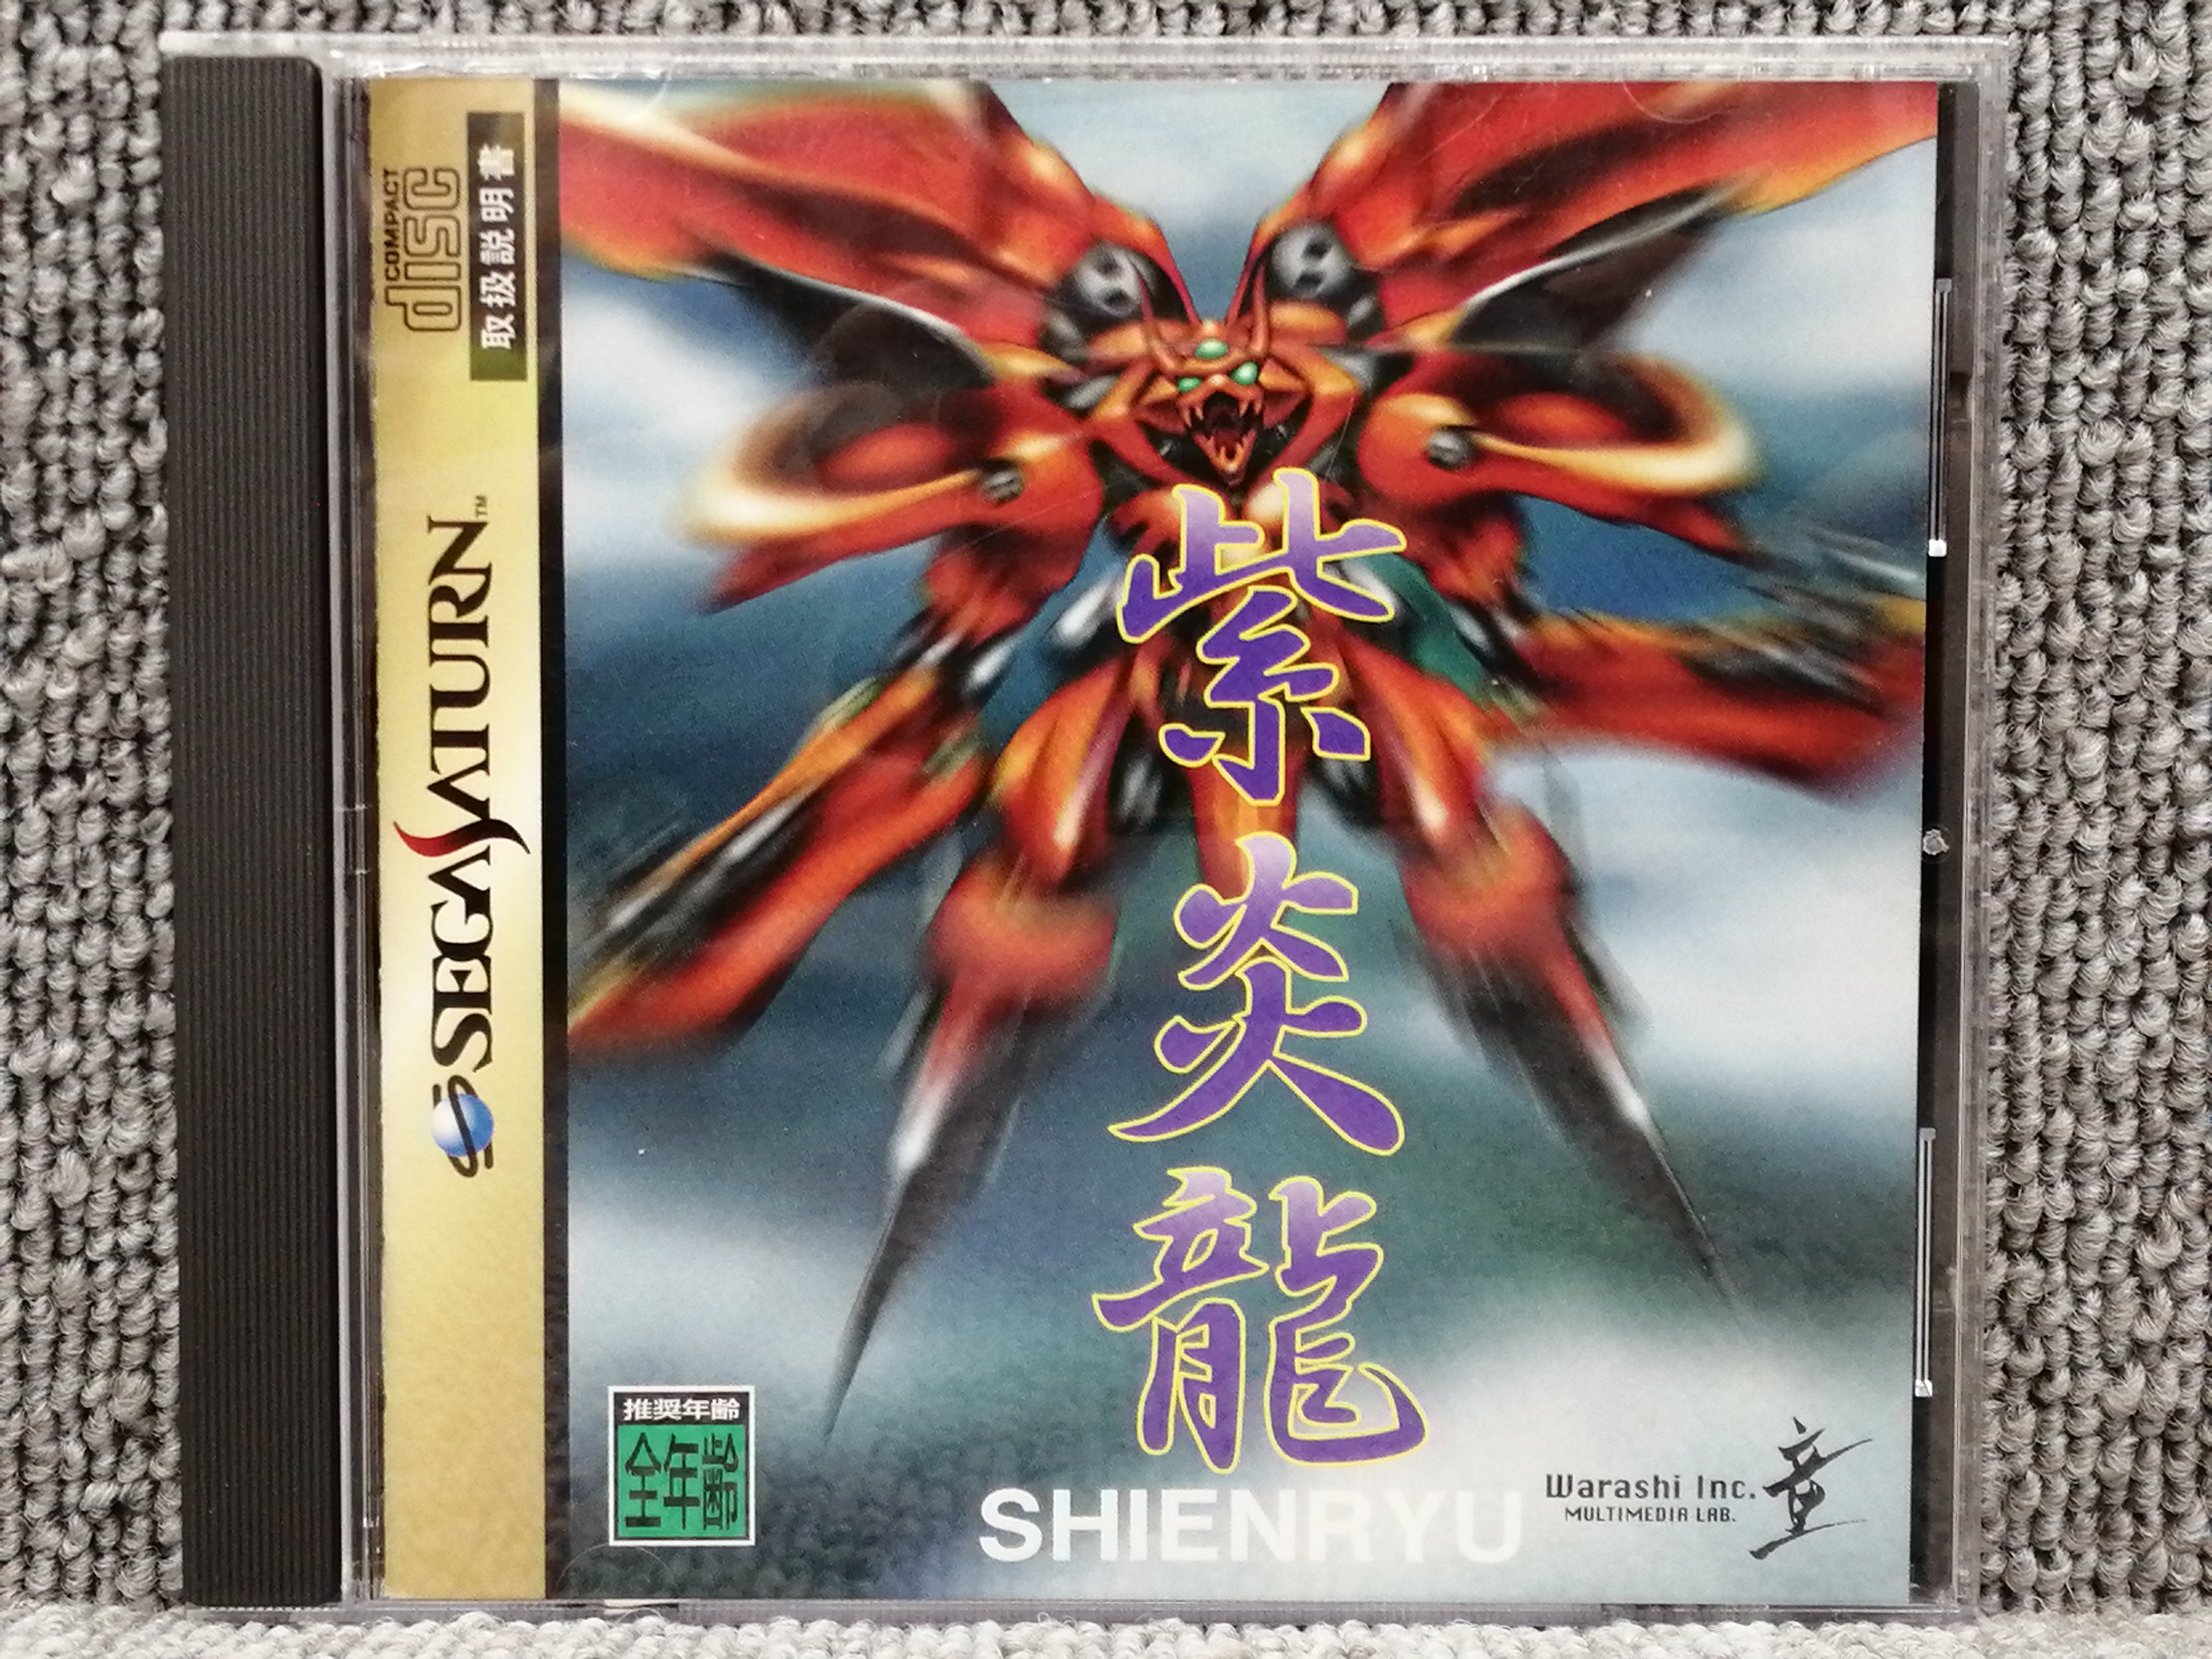 COMPACT
disc
取扱説明書
SEGA SATURN™
紫炎龍
SHIENRYU
推奨年齢
全年齢
Warashi Inc.
MULTIMEDIA LAB.
童